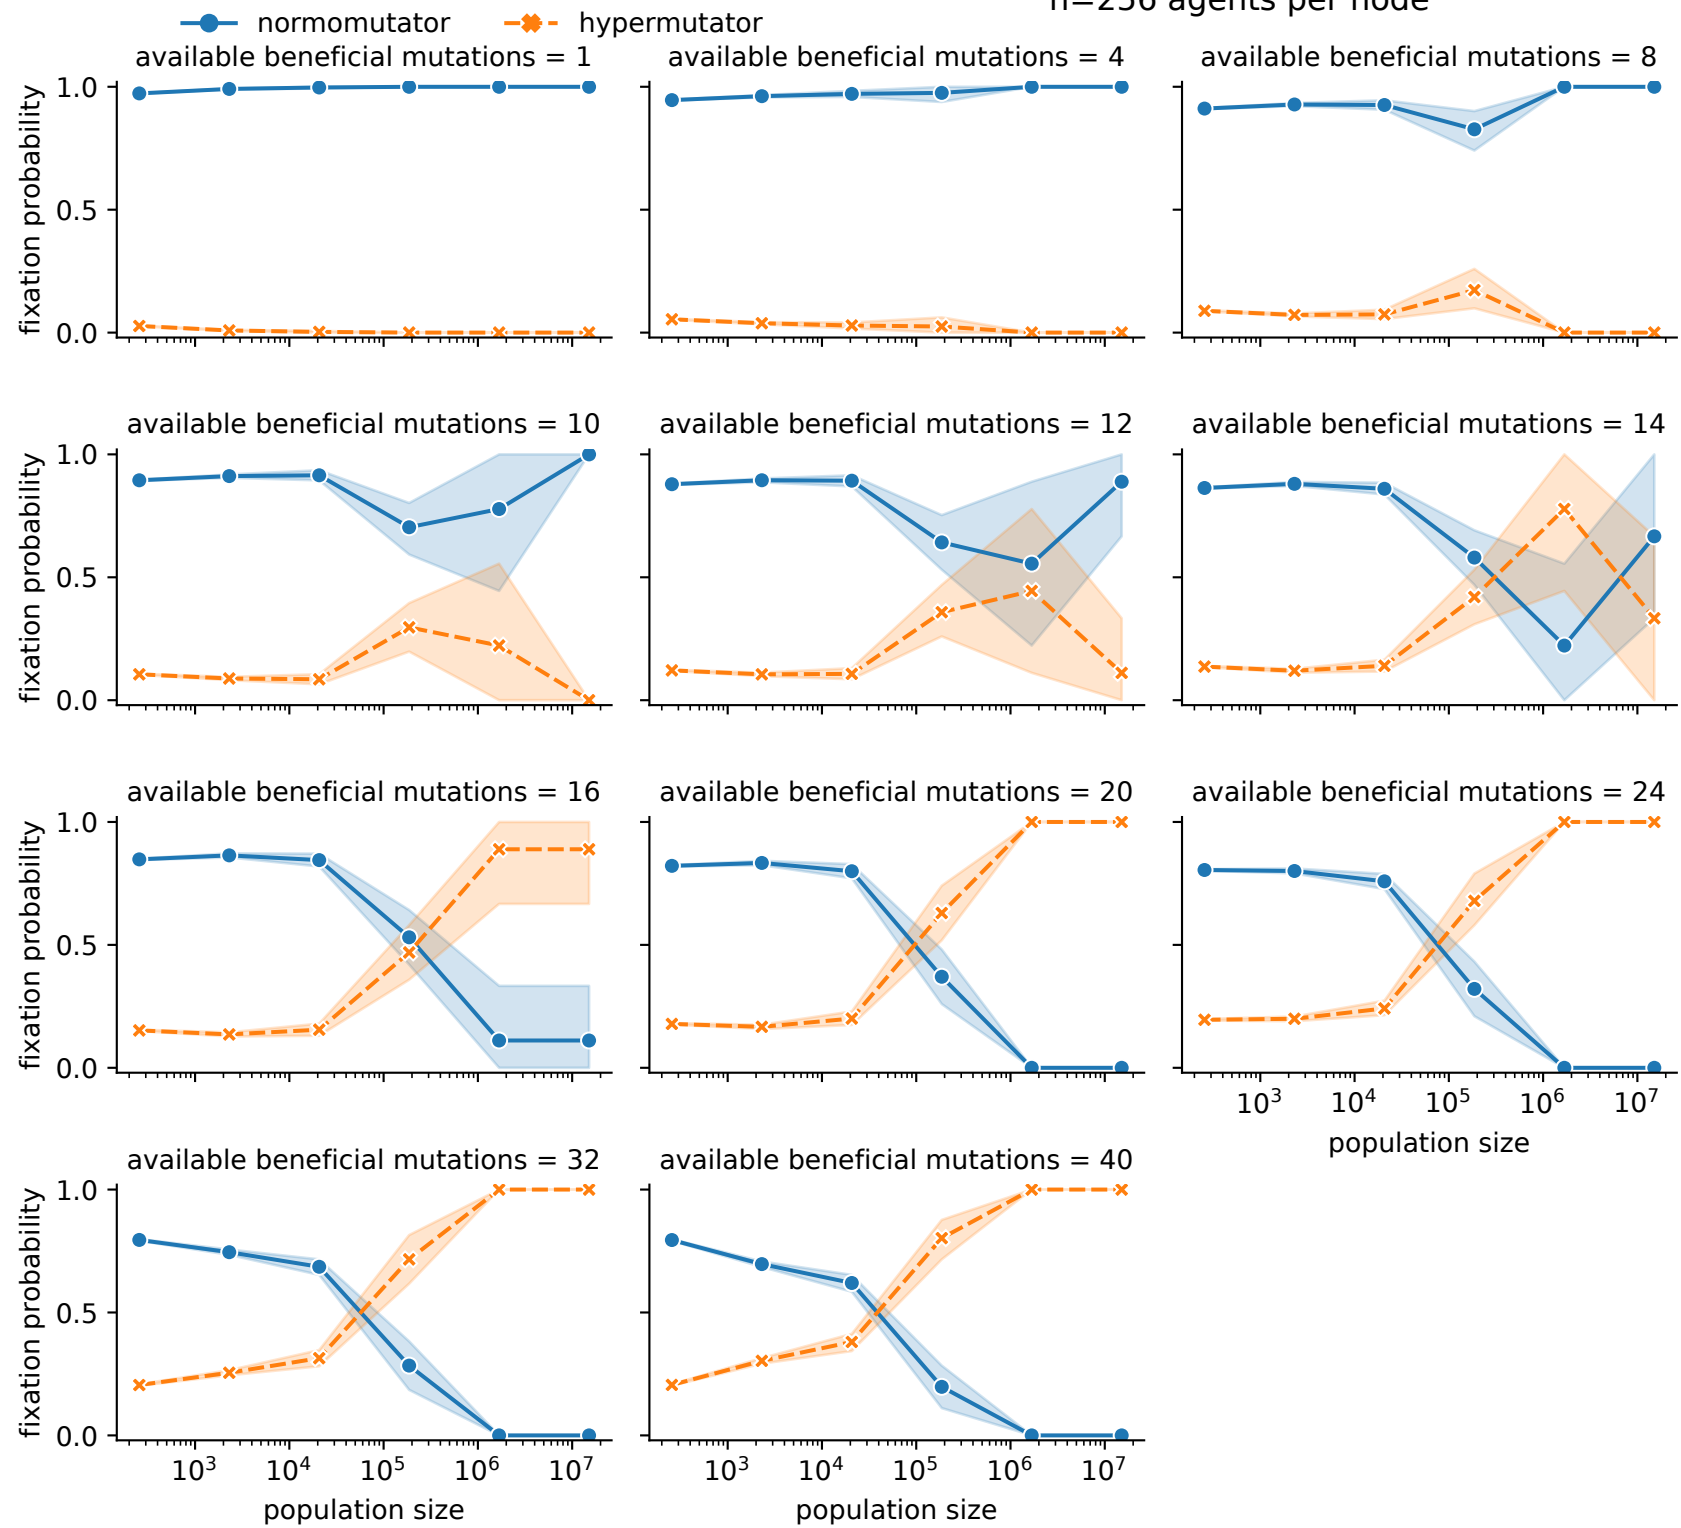 n=256 agents per node
normomutator hypermutator
available beneficial mutations = 1
available beneficial mutations = 4
available beneficial mutations = 8
fixation probability
1.0
0.5
0.0
available beneficial mutations = 10
available beneficial mutations = 12
available beneficial mutations = 14
fixation probability
1.0
0.5
0.0
available beneficial mutations = 16
available beneficial mutations = 20
available beneficial mutations = 24
fixation probability
1.0
0.5
0.0
10³ 10⁴ 10⁵ 10⁶ 10⁷
population size
available beneficial mutations = 32
available beneficial mutations = 40
fixation probability
1.0
0.5
0.0
10³ 10⁴ 10⁵ 10⁶ 10⁷
population size
10³ 10⁴ 10⁵ 10⁶ 10⁷
population size